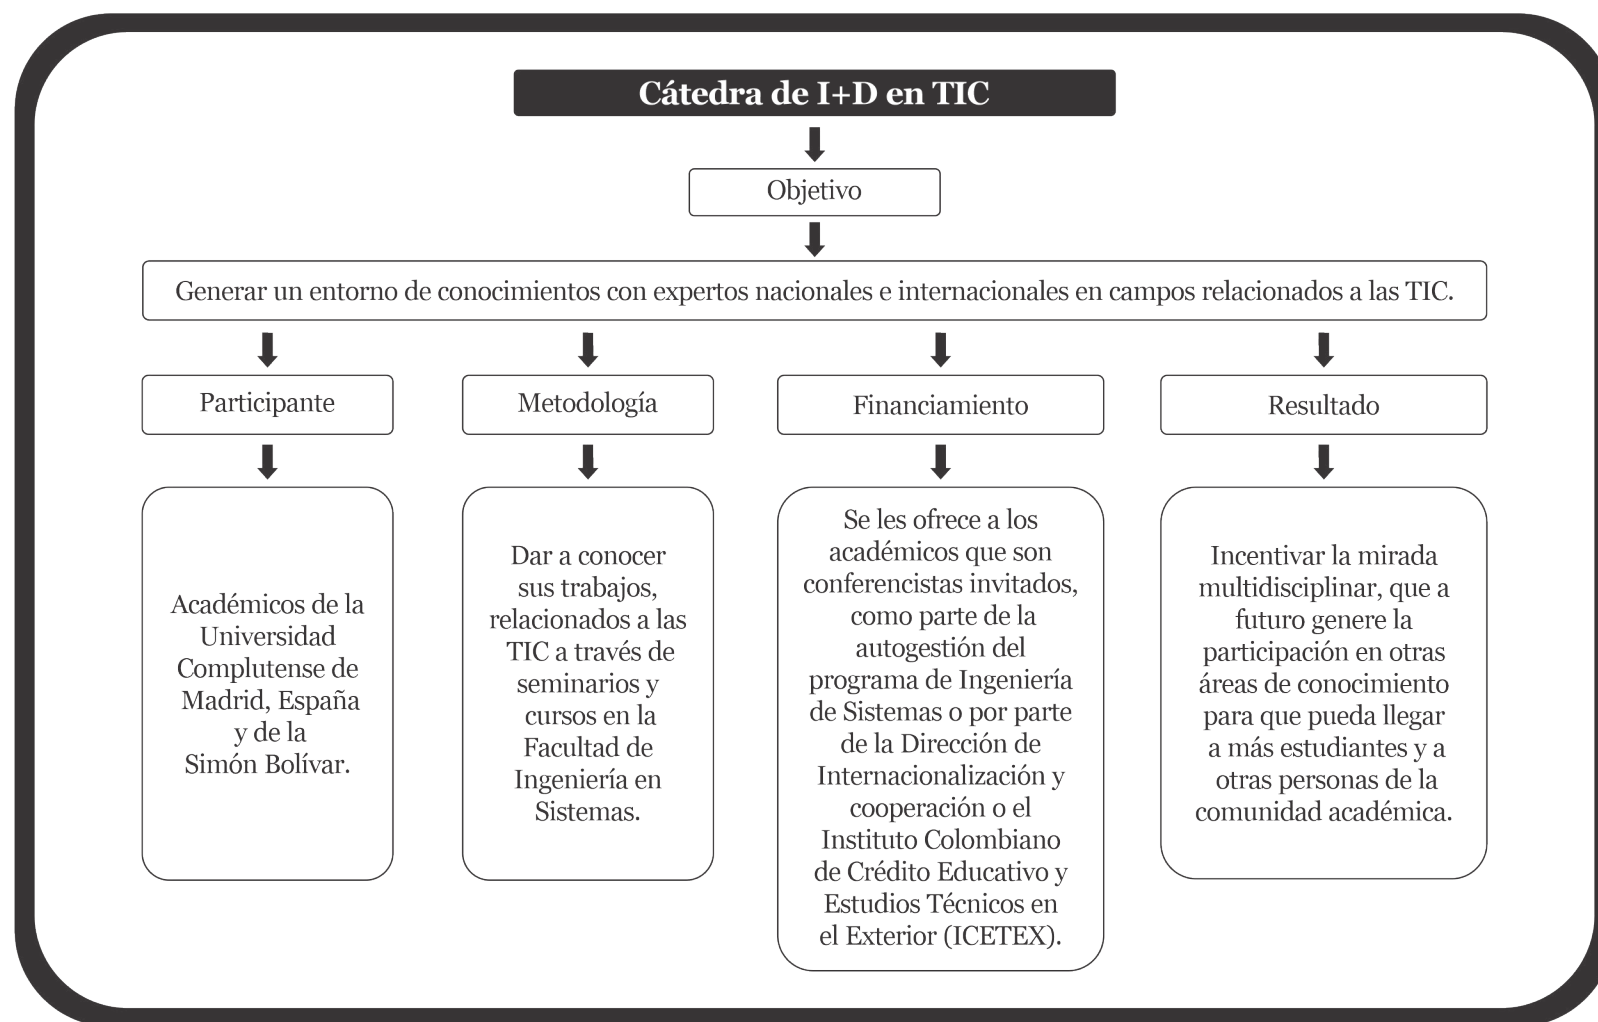 Cátedra de I+D en TIC
Objetivo
Generar un entorno de conocimientos con expertos nacionales e internacionales en campos relacionados a las TIC.
Participante
Académicos de la
Universidad
Complutense de
Madrid, España
y de la
Simón Bolívar.
Metodología
Dar a conocer
sus trabajos,
relacionados a las
TIC a través de
seminarios y
cursos en la
Facultad de
Ingeniería en
Sistemas.
Financiamiento
Se les ofrece a los
académicos que son
conferencistas invitados,
como parte de la
autogestión del
programa de Ingeniería
de Sistemas o por parte
de la Dirección de
Internacionalización y
cooperación o el
Instituto Colombiano
de Crédito Educativo y
Estudios Técnicos en
el Exterior (ICETEX).
Resultado
Incentivar la mirada
multidisciplinar, que a
futuro genere la
participación en otras
áreas de conocimiento
para que pueda llegar
a más estudiantes y a
otras personas de la
comunidad académica.